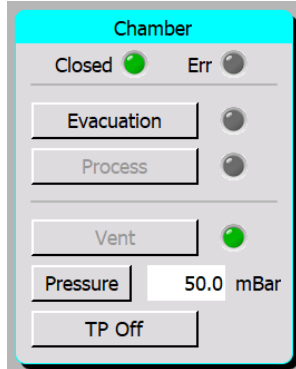 Chamber
Closed Err
Evacuation
Process
Vent
Pressure 50.0 mBar
TP Off